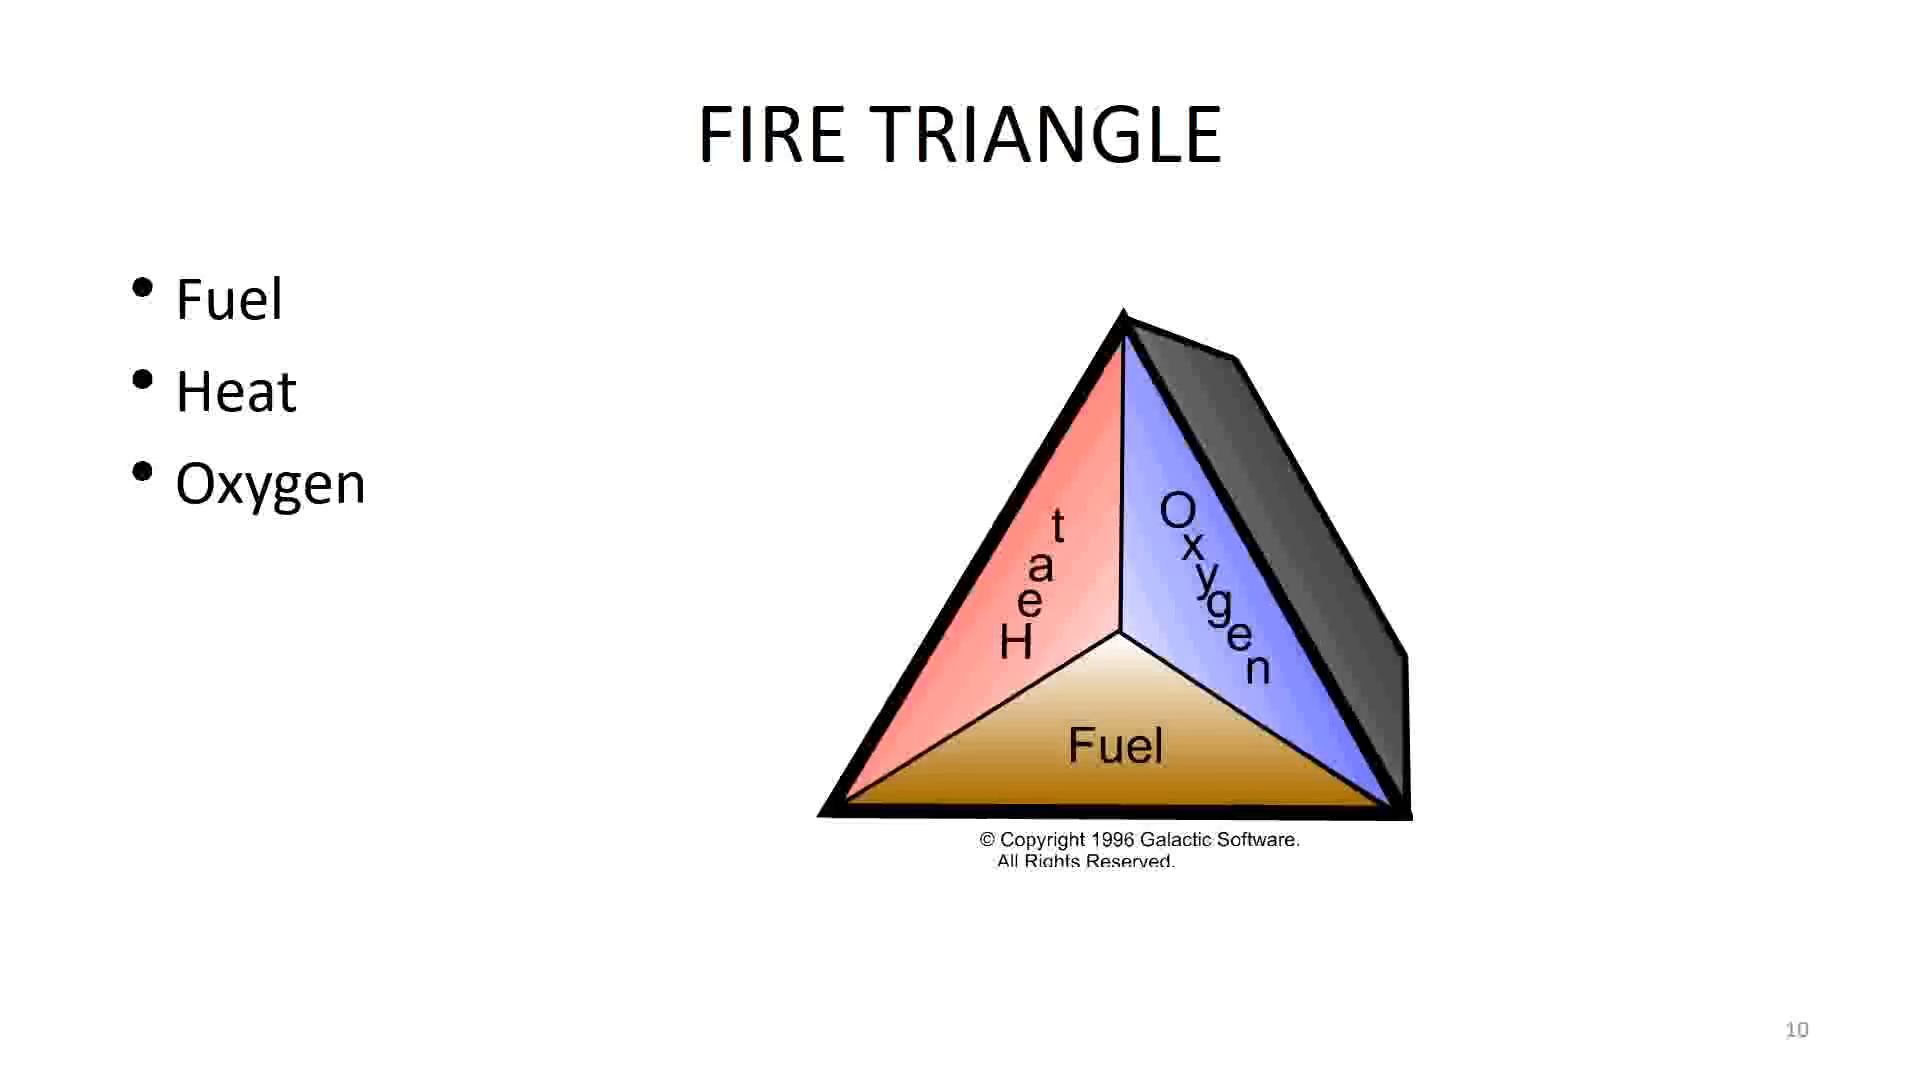 FIRE TRIANGLE
• Fuel
• Heat
• Oxygen
Heat
Oxygen
Fuel
© Copyright 1996 Galactic Software.
All Rights Reserved.
10